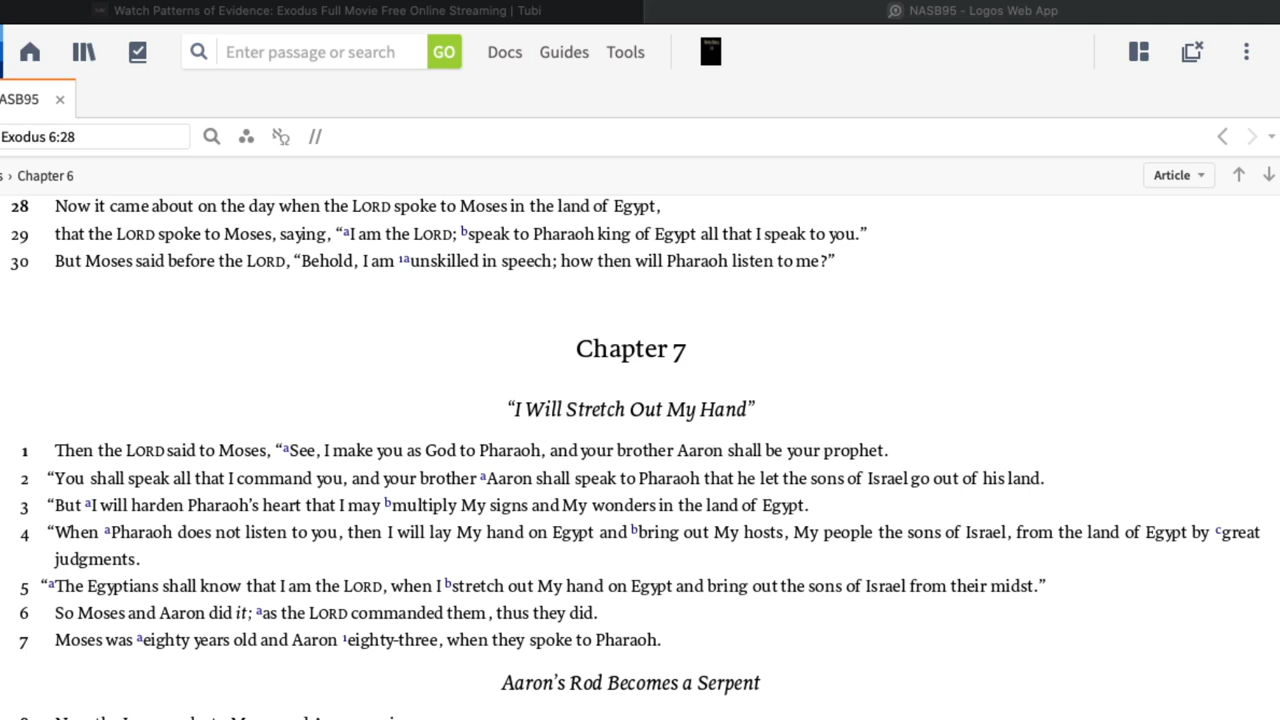 Watch Patterns of Evidence: Exodus Full Movie Free Online Streaming | Tubi
NASB95 - Logos Web App
Enter passage or search GO Docs Guides Tools
ASB95 ×
Exodus 6:28
s › Chapter 6 Article
28 Now it came about on the day when the LORD spoke to Moses in the land of Egypt,
29 that the LORD spoke to Moses, saying, “aI am the LORD; bspeak to Pharaoh king of Egypt all that I speak to you.”
30 But Moses said before the LORD, “Behold, I am 1aunskilled in speech; how then will Pharaoh listen to me?”
Chapter 7
“I Will Stretch Out My Hand”
1 Then the LORD said to Moses, “aSee, I make you as God to Pharaoh, and your brother Aaron shall be your prophet.
2 “You shall speak all that I command you, and your brother aAaron shall speak to Pharaoh that he let the sons of Israel go out of his land.
3 “But aI will harden Pharaoh’s heart that I may bmultiply My signs and My wonders in the land of Egypt.
4 “When aPharaoh does not listen to you, then I will lay My hand on Egypt and bbring out My hosts, My people the sons of Israel, from the land of Egypt by cgreat
judgments.
5 “aThe Egyptians shall know that I am the LORD, when I bstretch out My hand on Egypt and bring out the sons of Israel from their midst.”
6 So Moses and Aaron did it; aas the LORD commanded them, thus they did.
7 Moses was aeighty years old and Aaron 1eighty-three, when they spoke to Pharaoh.
Aaron’s Rod Becomes a Serpent